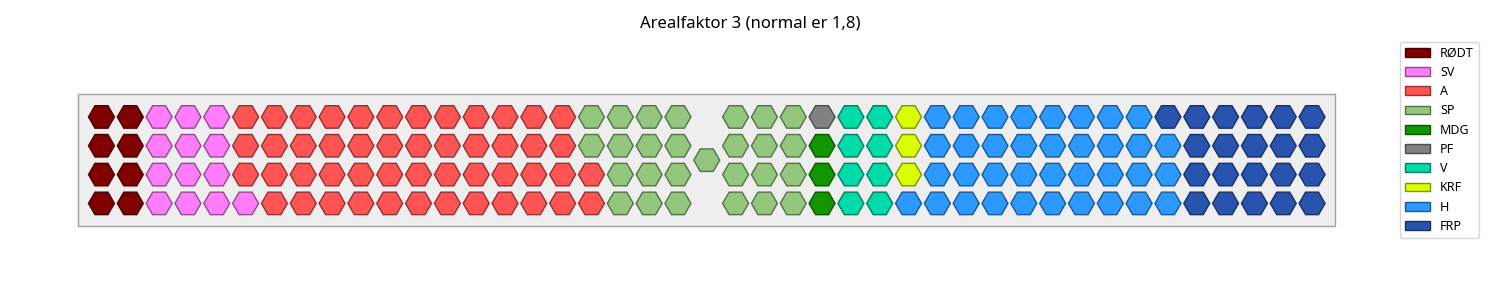 Arealfaktor 3 (normal er 1,8)
RØDT
SV
A
SP
MDG
PF
V
KRF
H
FRP